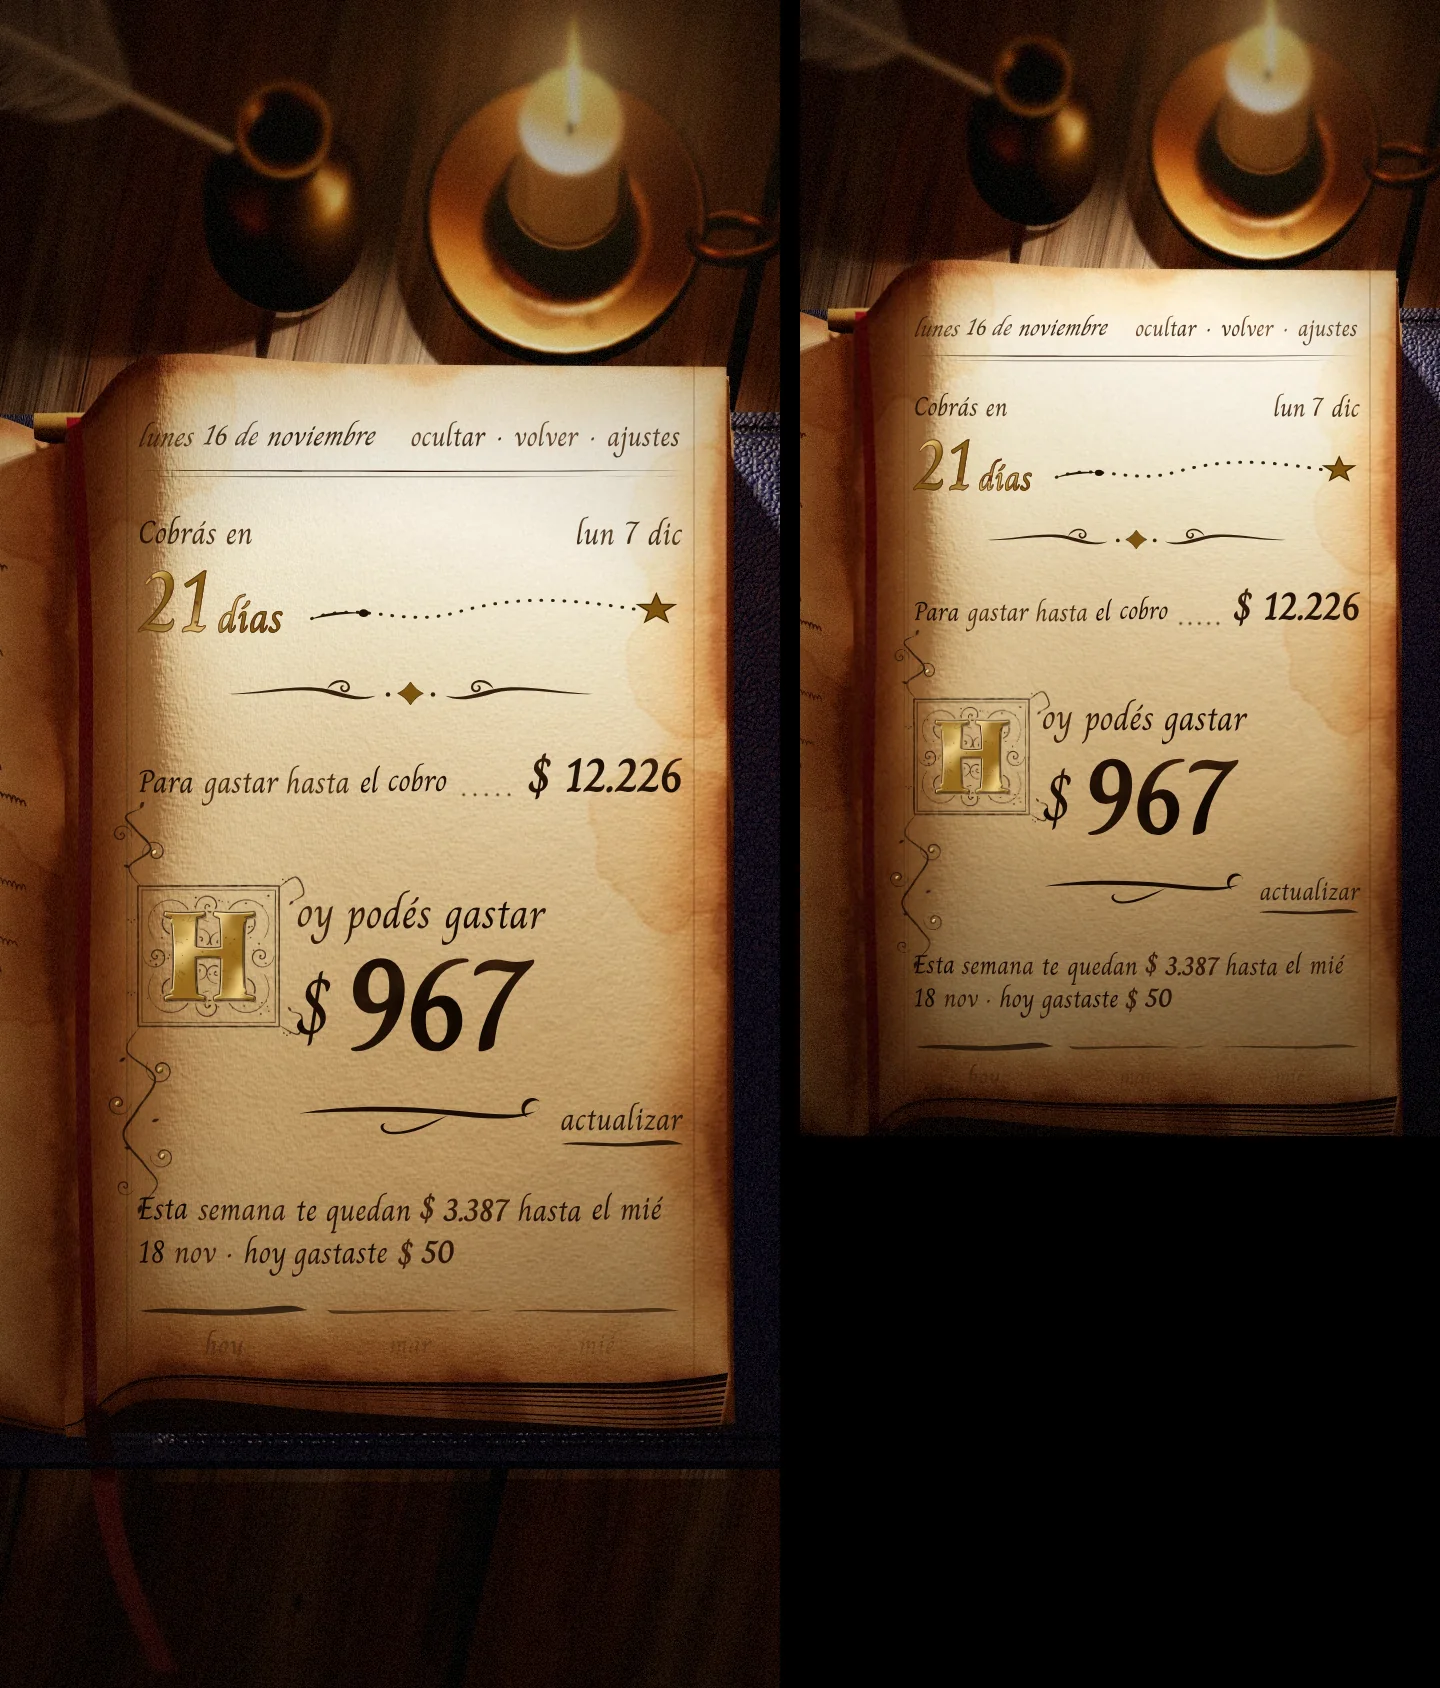 lunes 16 de noviembre ocultar · volver · ajustes
Cobrás en lun 7 dic
21 días
Para gastar hasta el cobro ..... $ 12.226
Hoy podés gastar
$ 967
actualizar
Esta semana te quedan $ 3.387 hasta el mié
18 nov · hoy gastaste $ 50
hoy mar mié
lunes 16 de noviembre ocultar · volver · ajustes
Cobrás en lun 7 dic
21 días
Para gastar hasta el cobro ..... $ 12.226
Hoy podés gastar
$ 967
actualizar
Esta semana te quedan $ 3.387 hasta el mié
18 nov · hoy gastaste $ 50
hoy